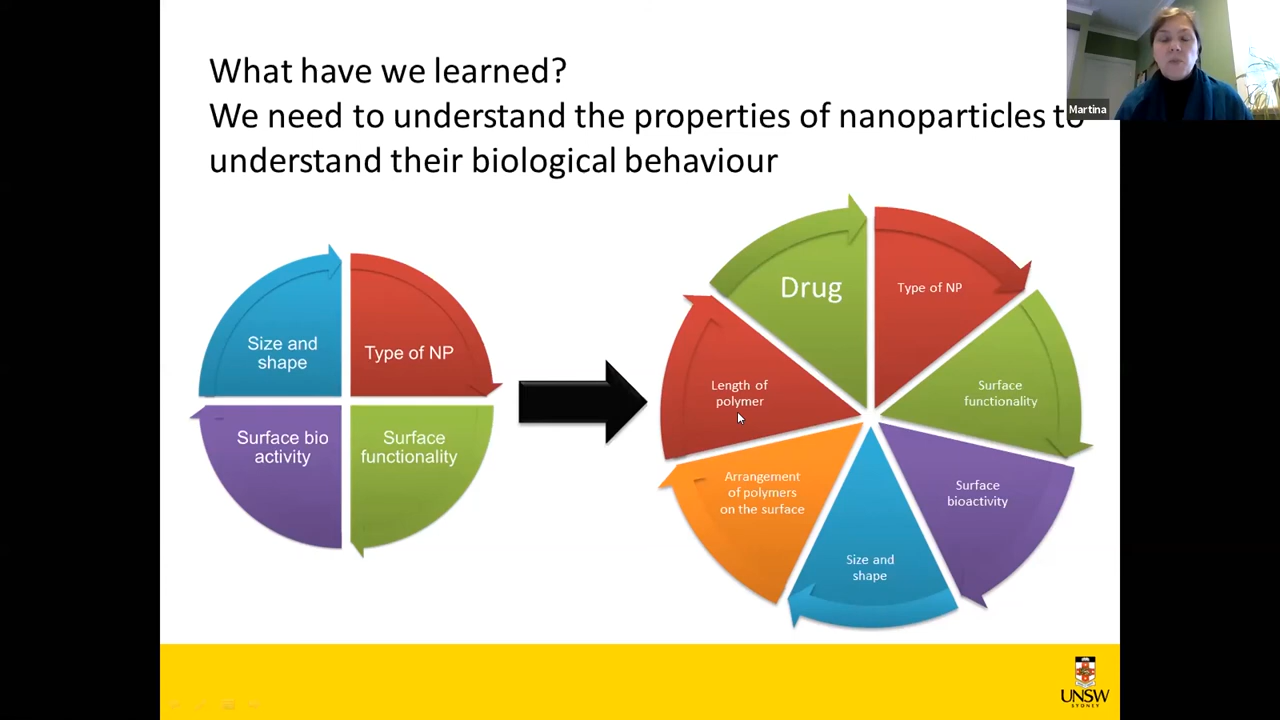 What have we learned?
We need to understand the properties of nanoparticles to
understand their biological behaviour
Martina
Size and
shape
Type of NP
Surface bio
activity
Surface
functionality
Drug
Type of NP
Length of
polymer
Surface
functionality
Arrangement
of polymers
on the surface
Surface
bioactivity
Size and
shape
UNSW
SYDNEY